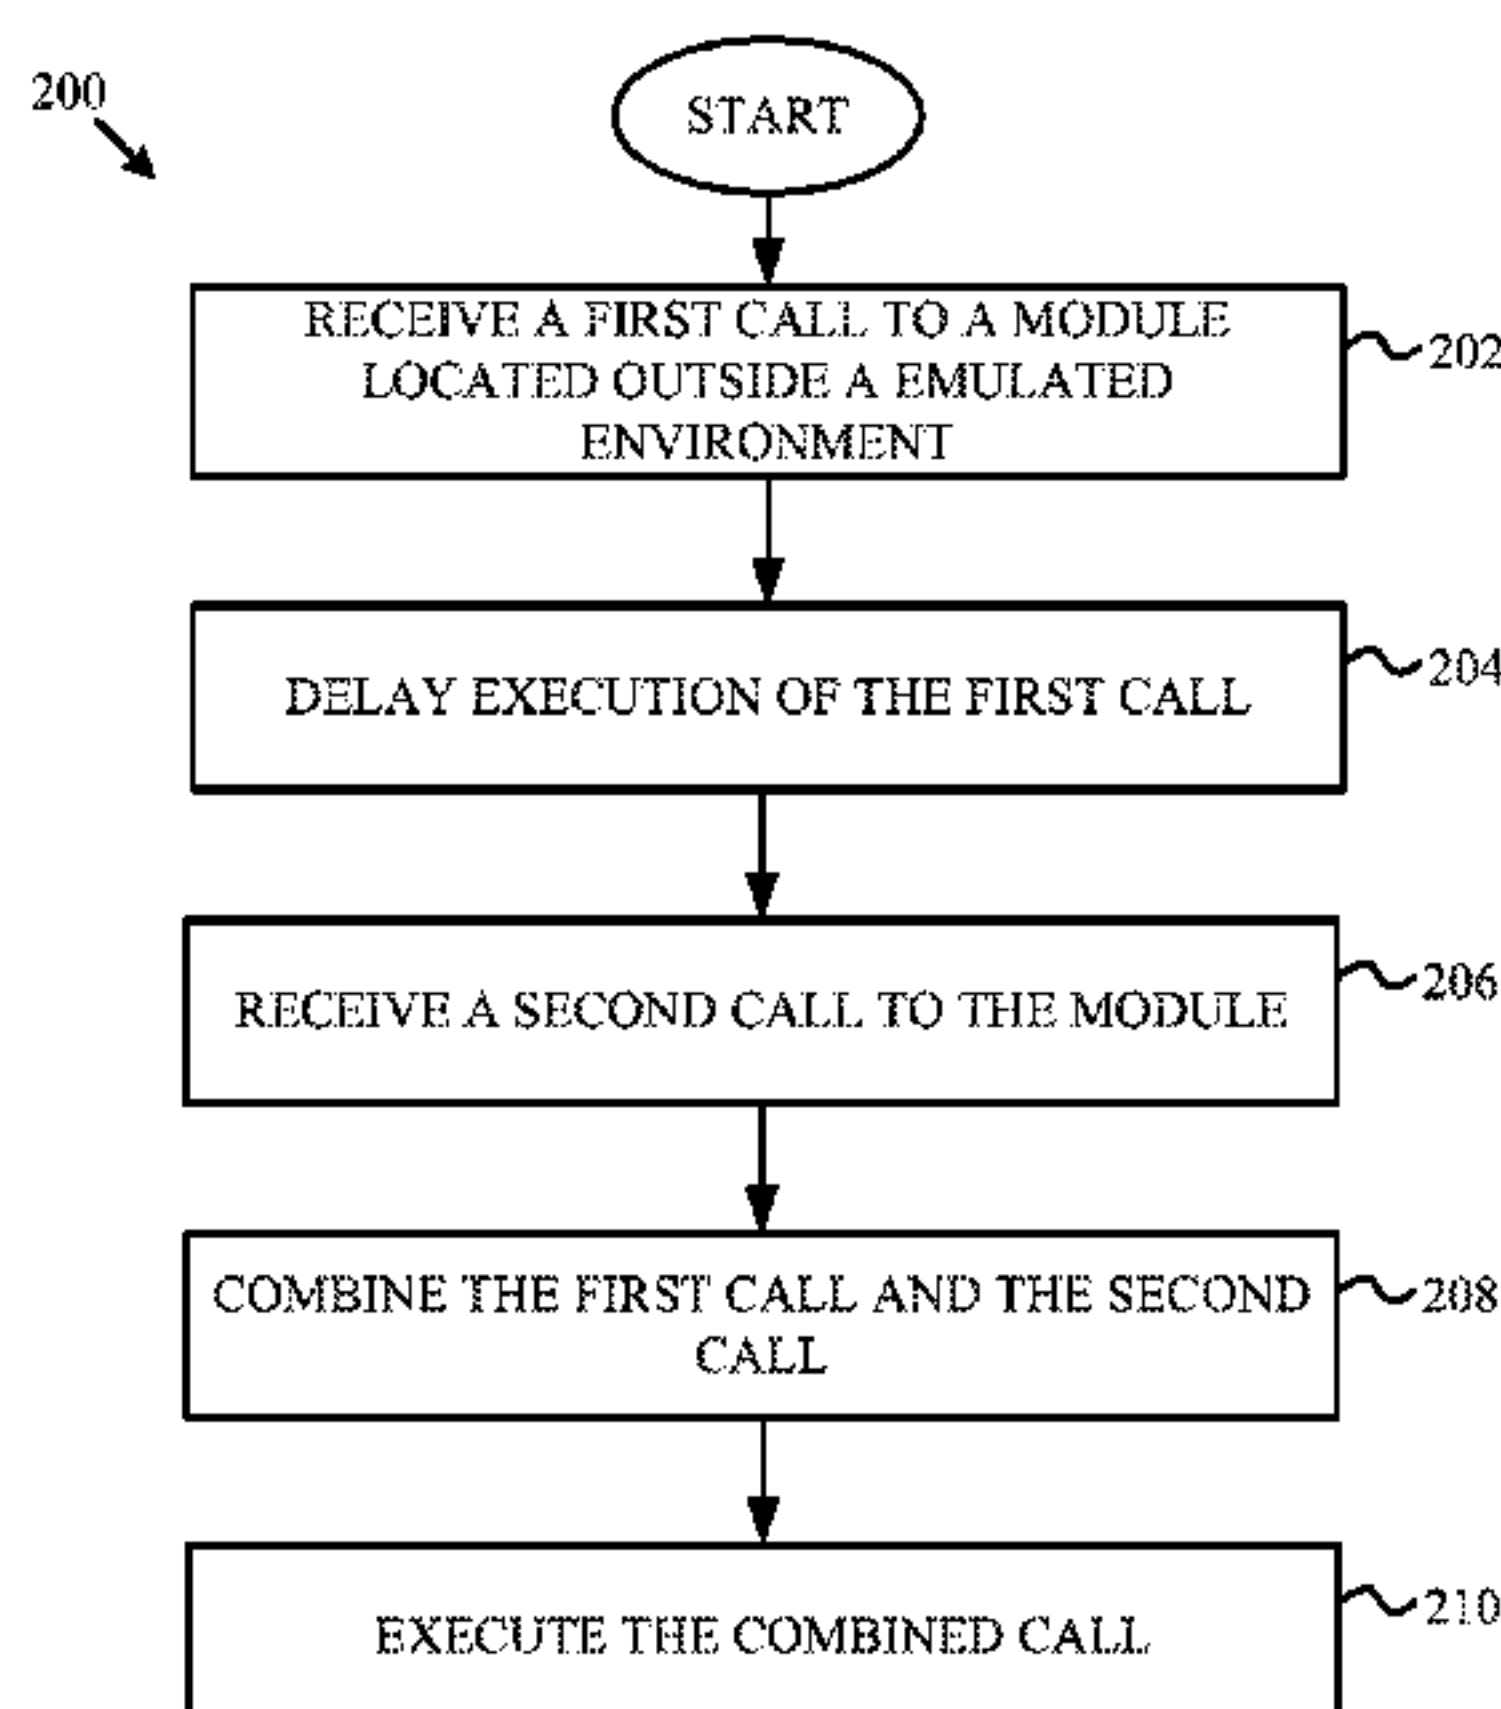 200
START
RECEIVE A FIRST CALL TO A MODULE
LOCATED OUTSIDE A EMULATED
ENVIRONMENT
202
DELAY EXECUTION OF THE FIRST CALL
204
RECEIVE A SECOND CALL TO THE MODULE
206
COMBINE THE FIRST CALL AND THE SECOND
CALL
208
EXECUTE THE COMBINED CALL
210